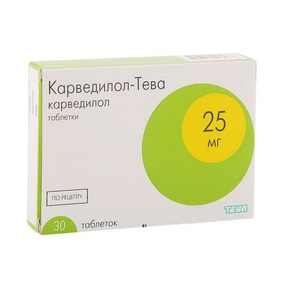 Карведилол-Тева
карведилол
таблетки
25
мг
ПО РЕЦЕПТУ
30 таблеток
TEVA